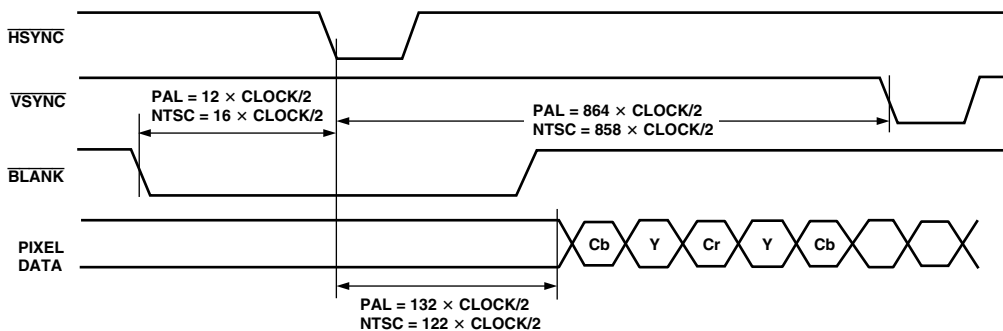 HSYNC
VSYNC
PAL = 12 × CLOCK/2
NTSC = 16 × CLOCK/2
PAL = 864 × CLOCK/2
NTSC = 858 × CLOCK/2
BLANK
PIXEL
DATA
Cb Y Cr Y Cb
PAL = 132 × CLOCK/2
NTSC = 122 × CLOCK/2